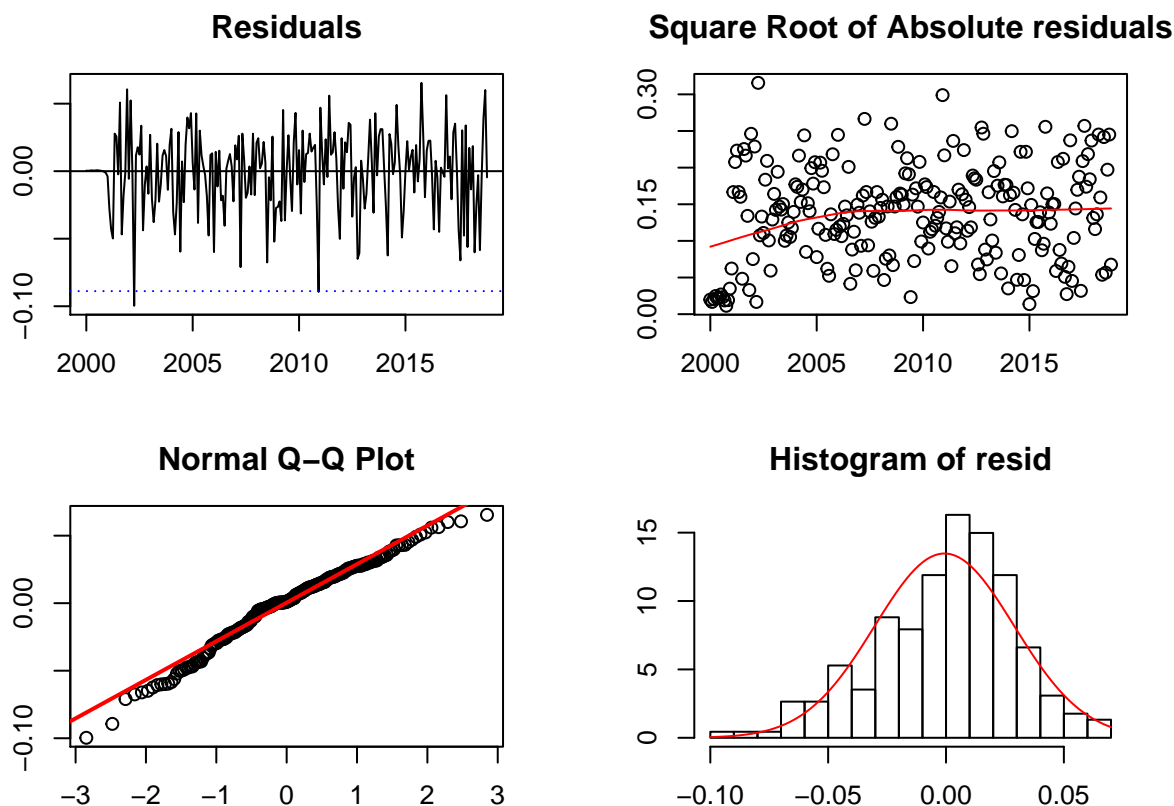 Residuals
0.00
−0.10
2000 2005 2010 2015
Square Root of Absolute residuals
0.30
0.15
0.00
2000 2005 2010 2015
Normal Q−Q Plot
0.00
−0.10
−3 −2 −1 0 1 2 3
Histogram of resid
15
10
5
0
−0.10 −0.05 0.00 0.05